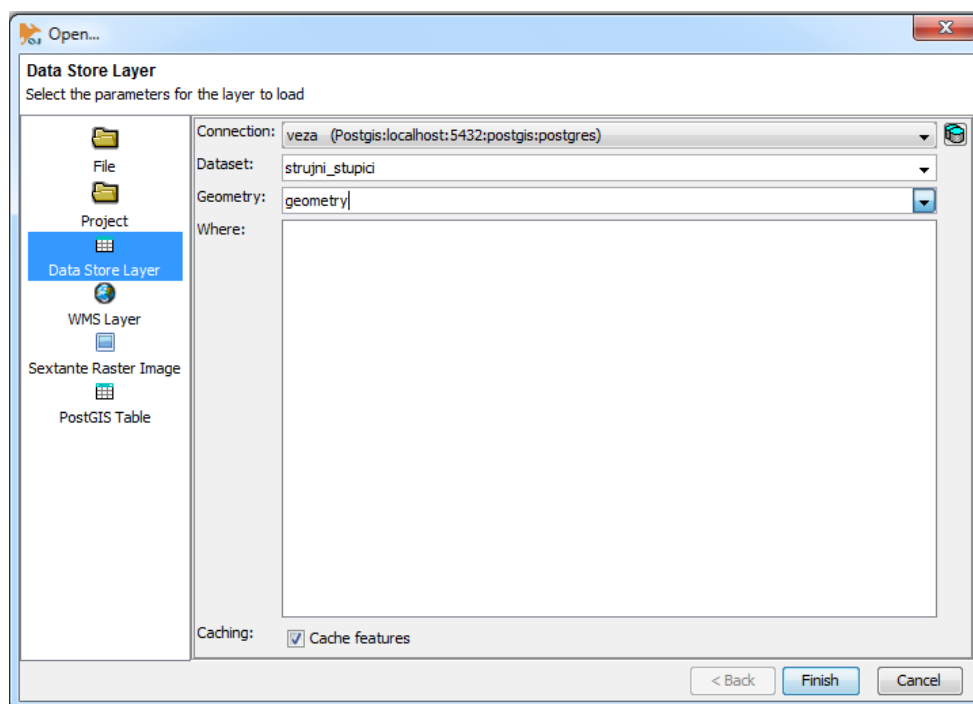 Open...
Data Store Layer
Select the parameters for the layer to load
File
Project
Data Store Layer
WMS Layer
Sextante Raster Image
PostGIS Table
Connection: veza (Postgis:localhost:5432:postgis:postgres)
Dataset: strujni_stupici
Geometry: geometry
Where:
Caching: Cache features
< Back Finish Cancel